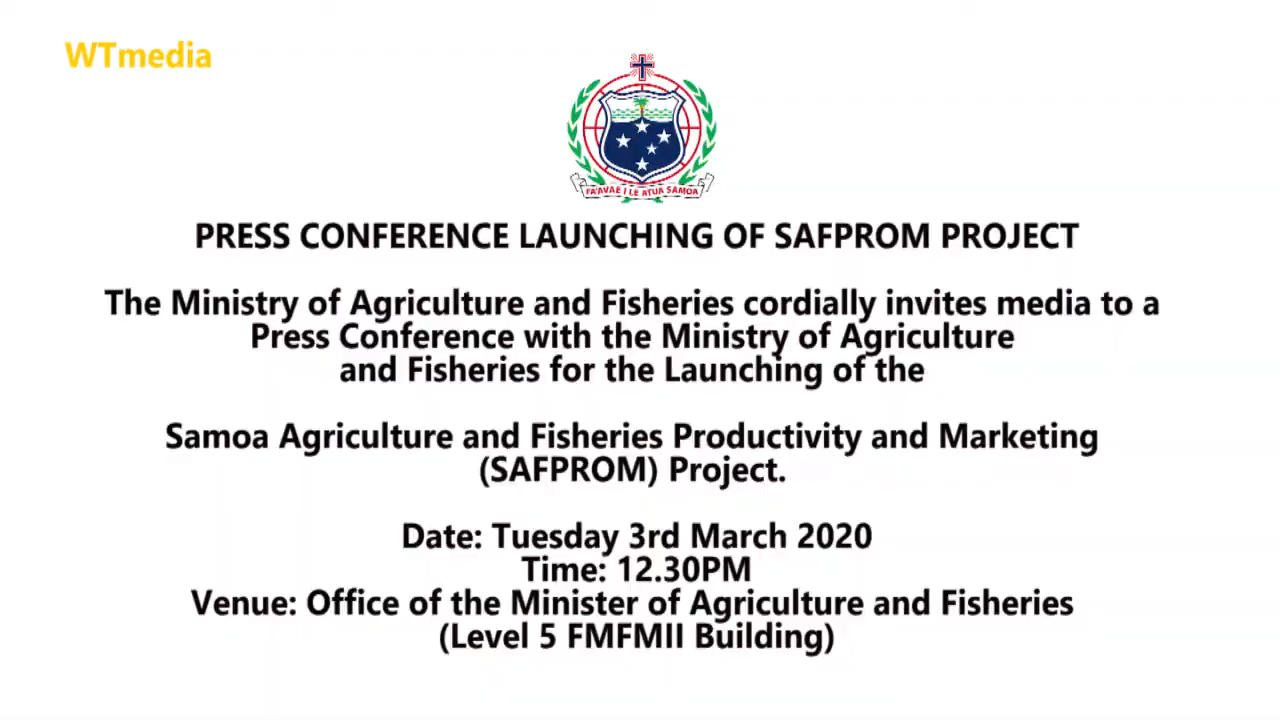 WTmedia
FA'AVAE I LE ATUA SAMOA
PRESS CONFERENCE LAUNCHING OF SAFPROM PROJECT
The Ministry of Agriculture and Fisheries cordially invites media to a
Press Conference with the Ministry of Agriculture
and Fisheries for the Launching of the
Samoa Agriculture and Fisheries Productivity and Marketing
(SAFPROM) Project.
Date: Tuesday 3rd March 2020
Time: 12.30PM
Venue: Office of the Minister of Agriculture and Fisheries
(Level 5 FMFMII Building)